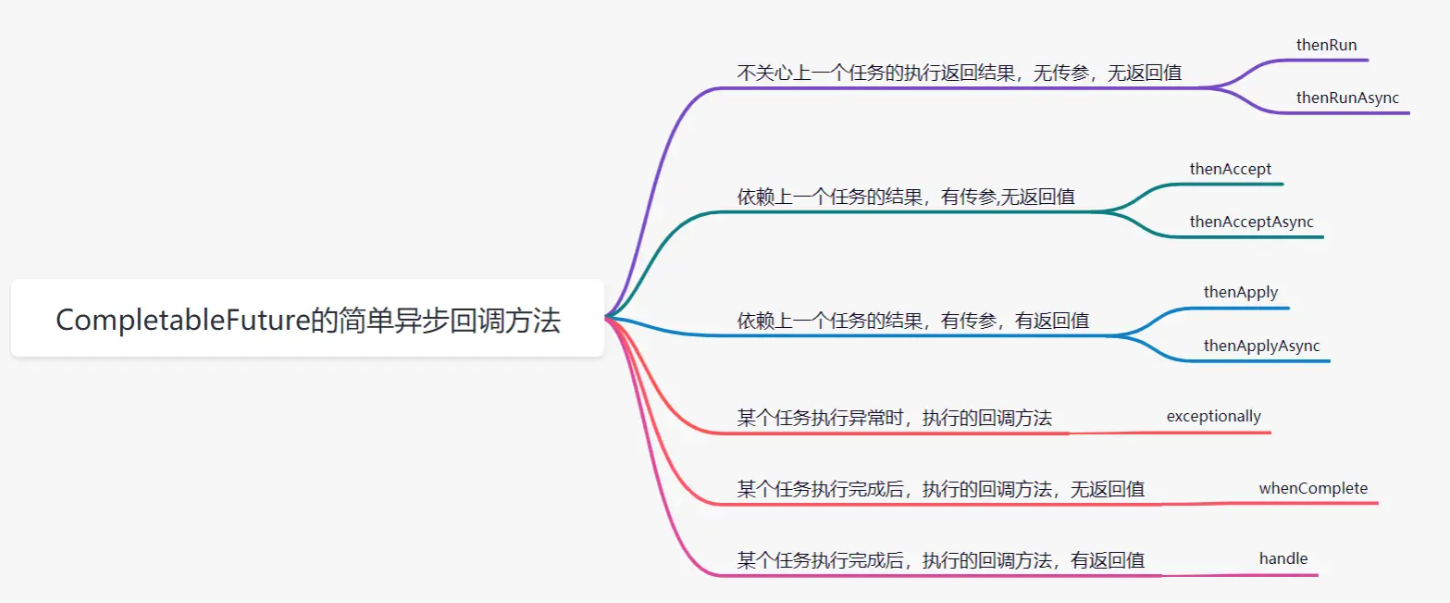 CompletableFuture的简单异步回调方法
不关心上一个任务的执行返回结果，无传参，无返回值
thenRun
thenRunAsync
依赖上一个任务的结果，有传参,无返回值
thenAccept
thenAcceptAsync
依赖上一个任务的结果，有传参，有返回值
thenApply
thenApplyAsync
某个任务执行异常时，执行的回调方法
exceptionally
某个任务执行完成后，执行的回调方法，无返回值
whenComplete
某个任务执行完成后，执行的回调方法，有返回值
handle